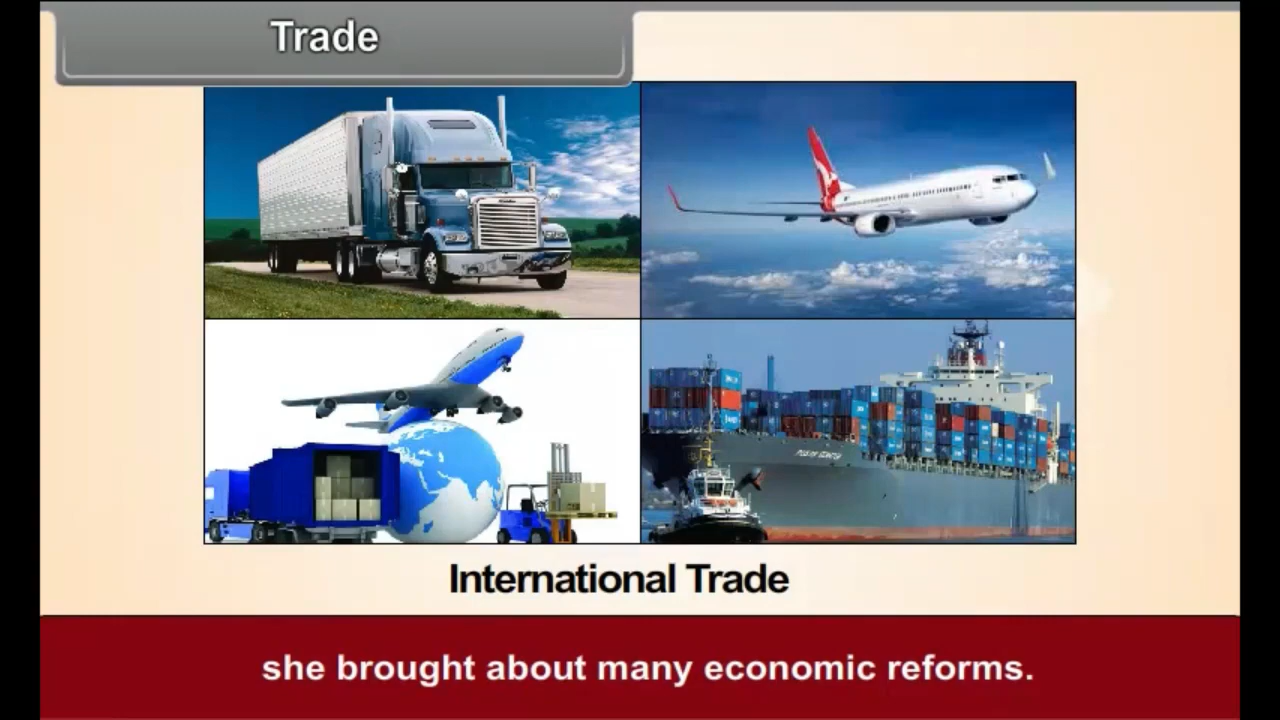 Trade
International Trade
she brought about many economic reforms.